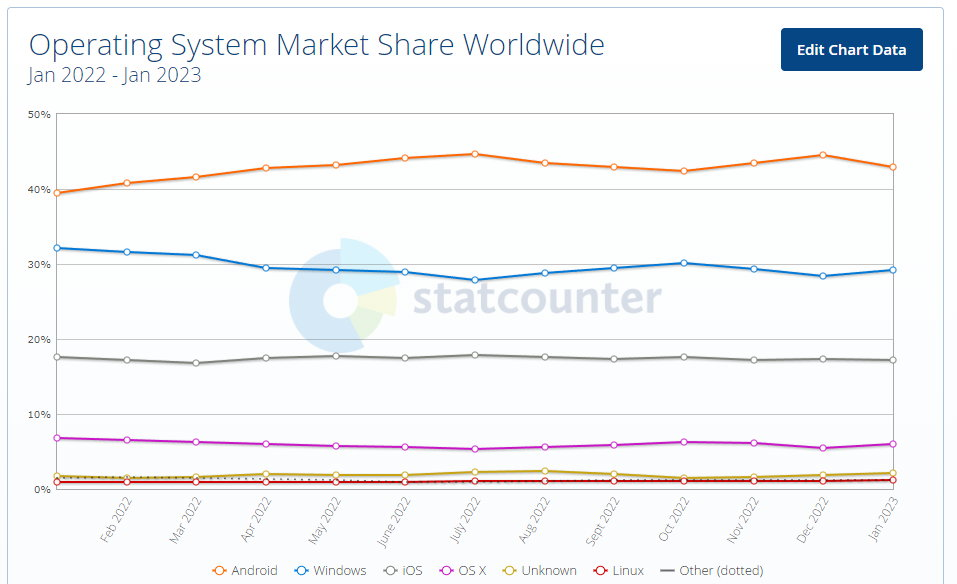 Operating System Market Share Worldwide
Jan 2022 - Jan 2023
Edit Chart Data
50%
40%
30%
20%
10%
0%
statcounter
Feb 2022
Mar 2022
Apr 2022
May 2022
June 2022
July 2022
Aug 2022
Sept 2022
Oct 2022
Nov 2022
Dec 2022
Jan 2023
Android Windows iOS OS X Unknown Linux Other (dotted)